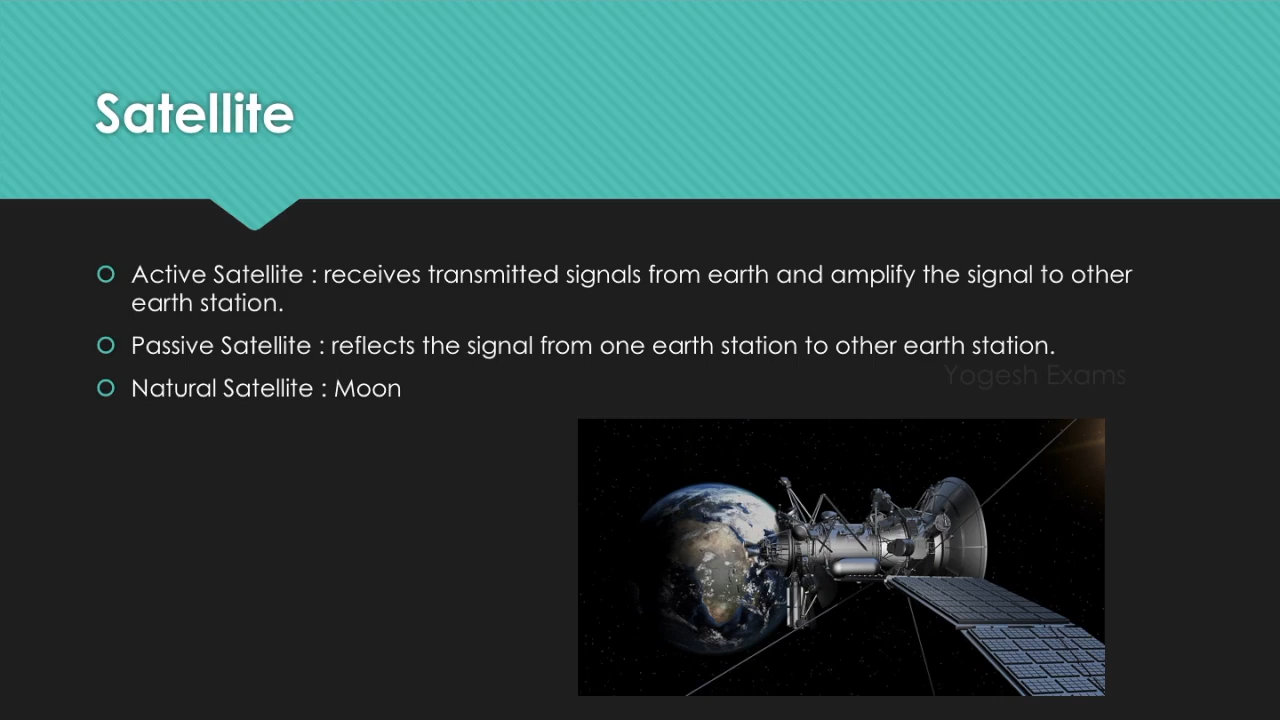 Satellite
Active Satellite : receives transmitted signals from earth and amplify the signal to other
earth station.
Passive Satellite : reflects the signal from one earth station to other earth station.
Yogesh Exams
Natural Satellite : Moon